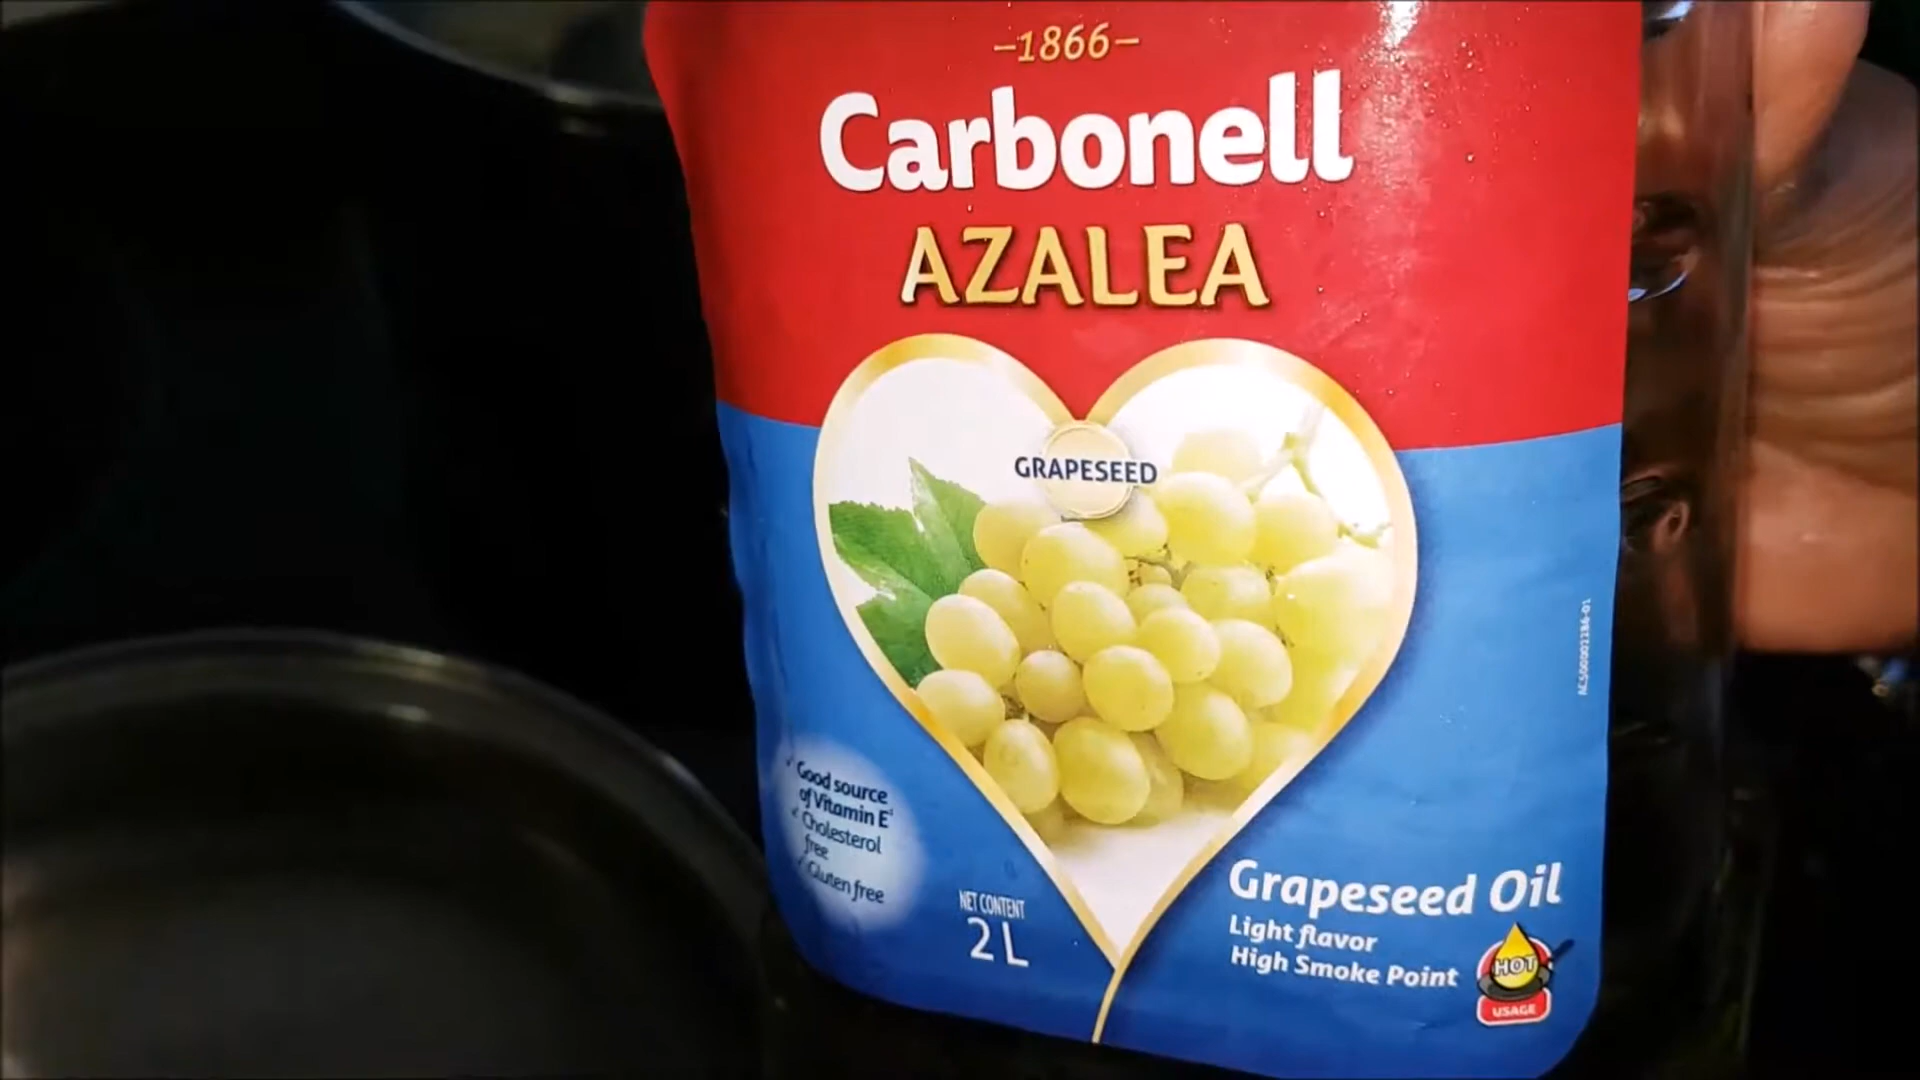 –1866–
Carbonell
AZALEA
GRAPESEED
Good source
of Vitamin E
Cholesterol
free
Gluten free
NET CONTENT
2 L
Grapeseed Oil
Light flavor
High Smoke Point
HOT
USAGE